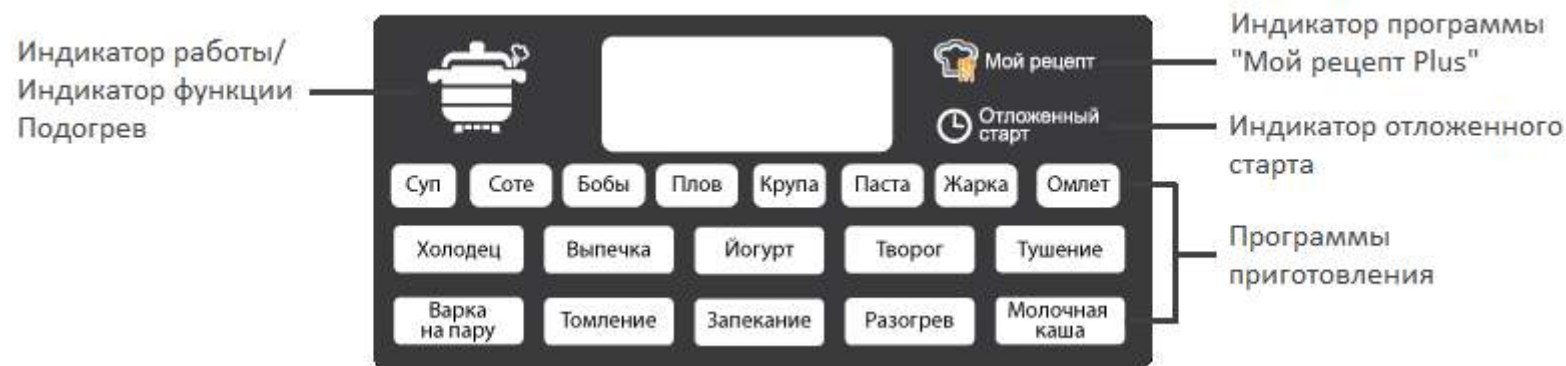 Индикатор работы/
Индикатор функции
Подогрев
Мой рецепт
Отложенный
старт
Индикатор программы
"Мой рецепт Plus"
Индикатор отложенного
старта
Суп Соте Бобы Плов Крупа Паста Жарка Омлет
Холодец Выпечка Йогурт Творог Тушение
Варка
на пару
Томление Запекание Разогрев
Молочная
каша
Программы
приготовления